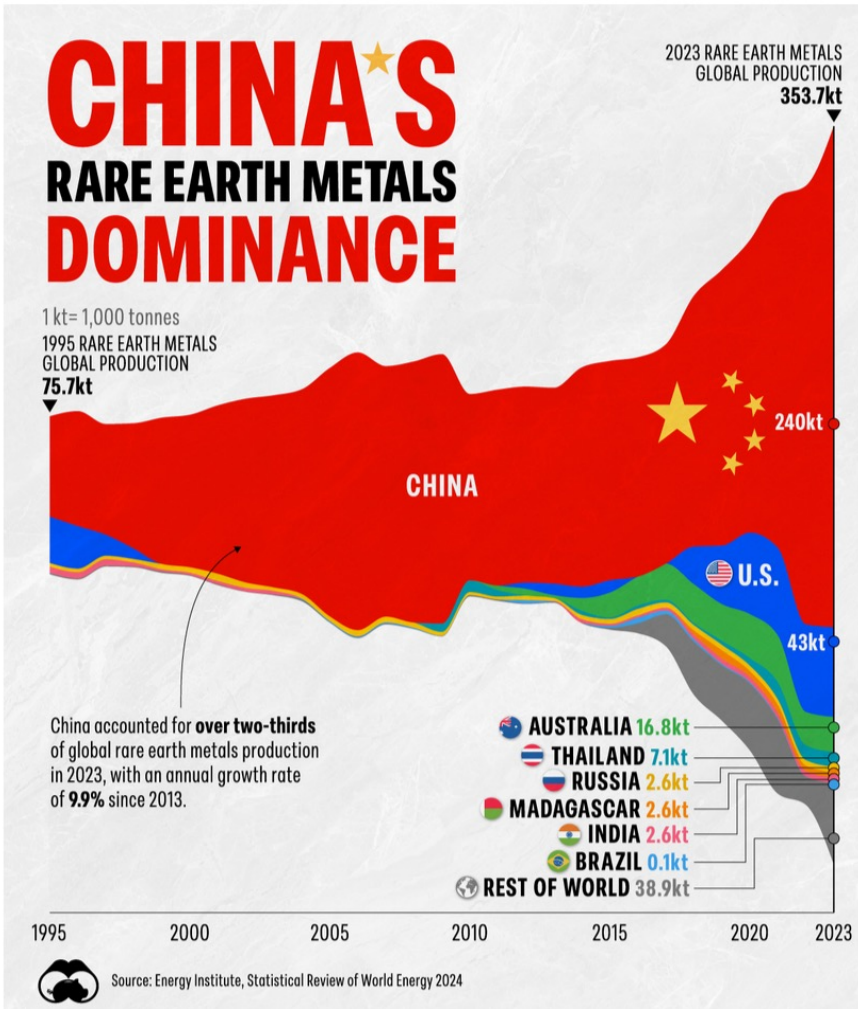 CHINA'S
RARE EARTH METALS
DOMINANCE
2023 RARE EARTH METALS
GLOBAL PRODUCTION
353.7kt
1 kt= 1,000 tonnes
1995 RARE EARTH METALS
GLOBAL PRODUCTION
75.7kt
240kt
CHINA
U.S.
43kt
China accounted for over two-thirds
of global rare earth metals production
in 2023, with an annual growth rate
of 9.9% since 2013.
AUSTRALIA 16.8kt
THAILAND 7.1kt
RUSSIA 2.6kt
MADAGASCAR 2.6kt
INDIA 2.6kt
BRAZIL 0.1kt
REST OF WORLD 38.9kt
1995 2000 2005 2010 2015 2020 2023
Source: Energy Institute, Statistical Review of World Energy 2024